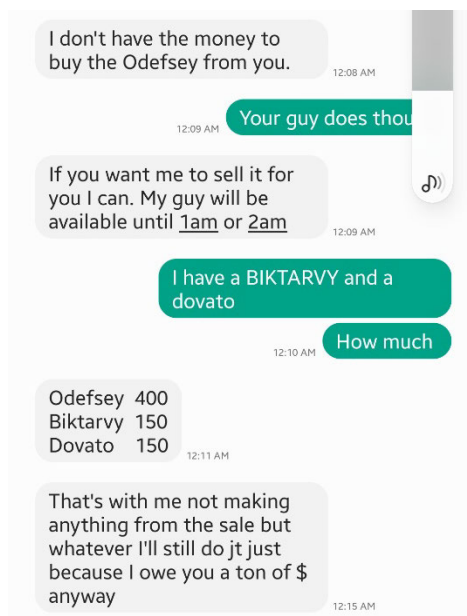 I don't have the money to
buy the Odefsey from you.
12:08 AM
Your guy does thou
12:09 AM
If you want me to sell it for
you I can. My guy will be
available until 1am or 2am
12:09 AM
I have a BIKTARVY and a
dovato
How much
12:10 AM
Odefsey 400
Biktarvy 150
Dovato 150
12:11 AM
That's with me not making
anything from the sale but
whatever I'll still do jt just
because I owe you a ton of $
anyway
12:15 AM